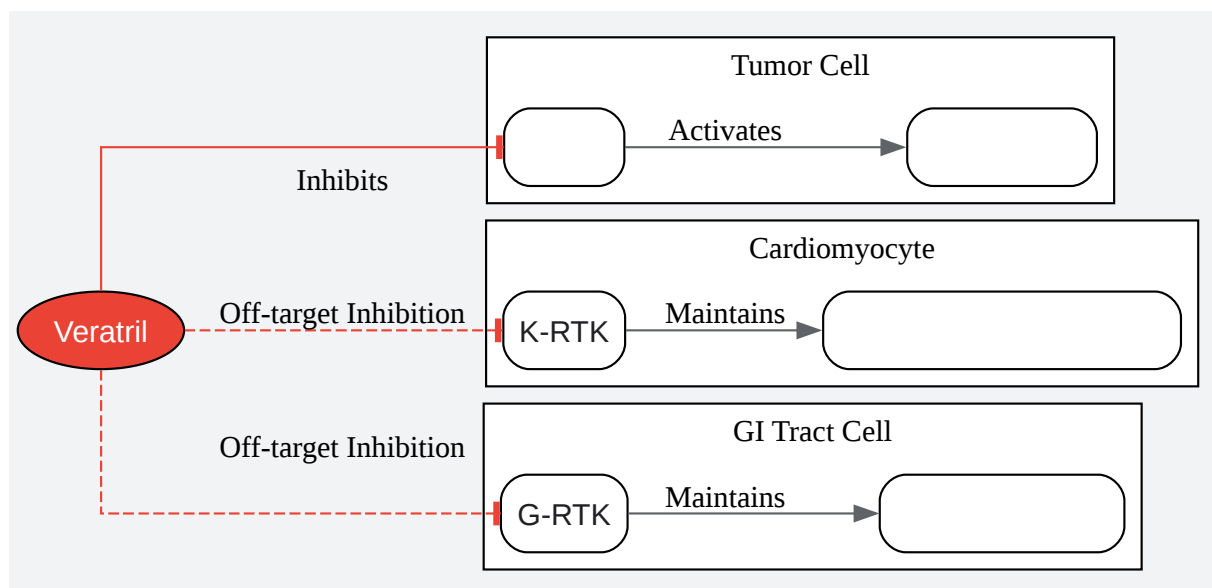 Tumor Cell
Activates
Inhibits
Cardiomyocyte
Off-target Inhibition
Veratril
K-RTK
Maintains
GI Tract Cell
Off-target Inhibition
G-RTK
Maintains